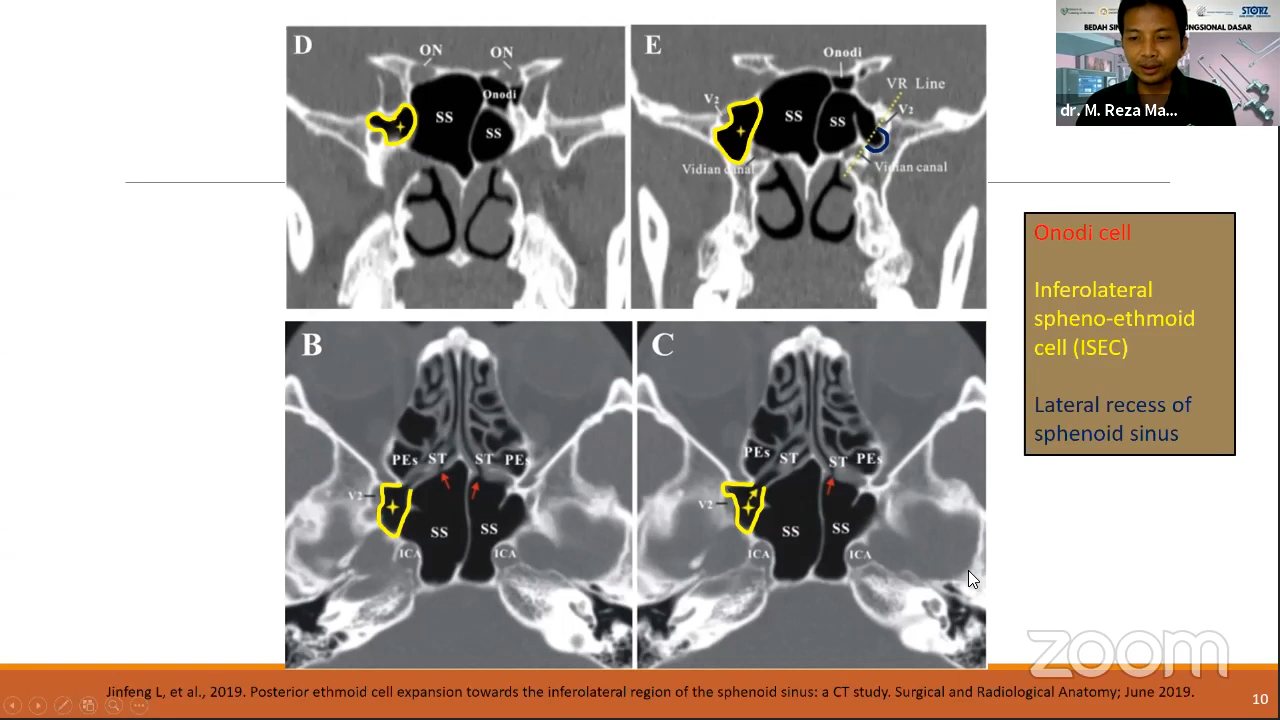 D
ON
ON
Onodi
SS
SS
E
Onodi
VR Line
V2
V2
SS
SS
Vidian canal
Vidian canal
STORZ
BEDAH
dr. M. Reza Ma...
Onodi cell
Inferolateral
spheno-ethmoid
cell (ISEC)
Lateral recess of
sphenoid sinus
B
PEs
ST
ST
PEs
V2
SS
SS
ICA
ICA
C
PEs
ST
ST
PEs
V2
SS
SS
ICA
ICA
zoom
Jinfeng L, et al., 2019. Posterior ethmoid cell expansion towards the inferolateral region of the sphenoid sinus: a CT study. Surgical and Radiological Anatomy; June 2019.
10